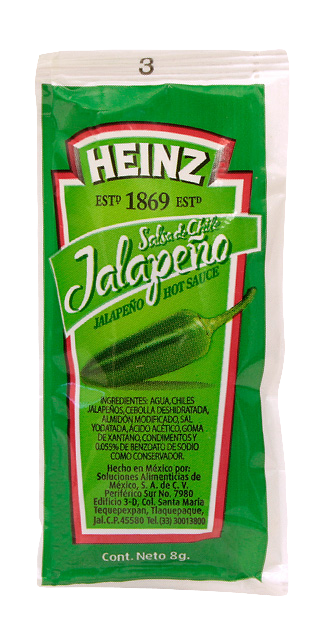 3
HEINZ
ESTD 1869 ESTD
Salsa de Chile
Jalapeño
JALAPEÑO HOT SAUCE
INGREDIENTES: AGUA, CHILES
JALAPEÑOS, CEBOLLA DESHIDRATADA,
ALMIDÓN MODIFICADO, SAL
YODATADA, ÁCIDO ACÉTICO, GOMA
DE XANTANO, CONDIMENTOS Y
0.055% DE BENZOATO DE SODIO
COMO CONSERVADOR.
Hecho en México por:
Soluciones Alimenticias de
México, S. A. de C. V.
Periférico Sur No. 7980
Edificio 3-D, Col. Santa María
Tequepexpan, Tlaquepaque,
Jal.C.P.45580 Tel.(33) 30013800
Cont. Neto 8g.